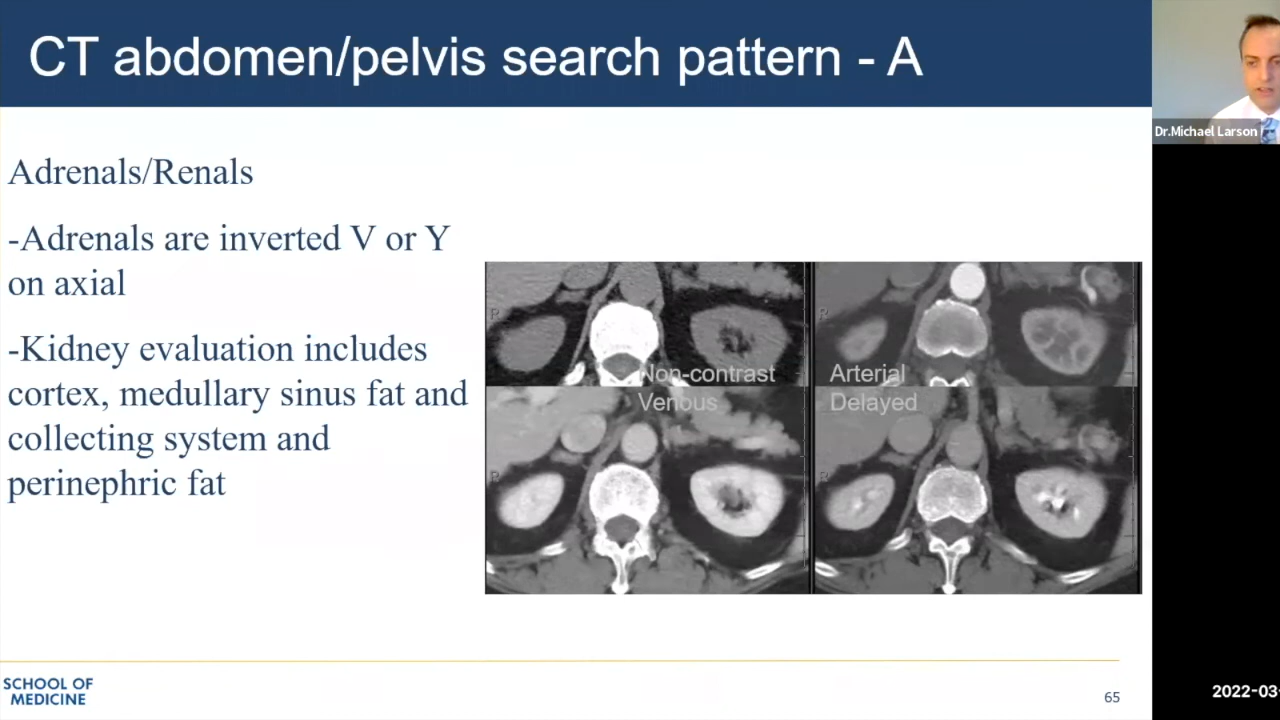 CT abdomen/pelvis search pattern - A
Dr.Michael Larson
Adrenals/Renals
-Adrenals are inverted V or Y
on axial
-Kidney evaluation includes
cortex, medullary sinus fat and
collecting system and
perinephric fat
R
R
Non-contrast
Arterial
Venous
Delayed
R
R
SCHOOL OF
MEDICINE
65
2022-03-